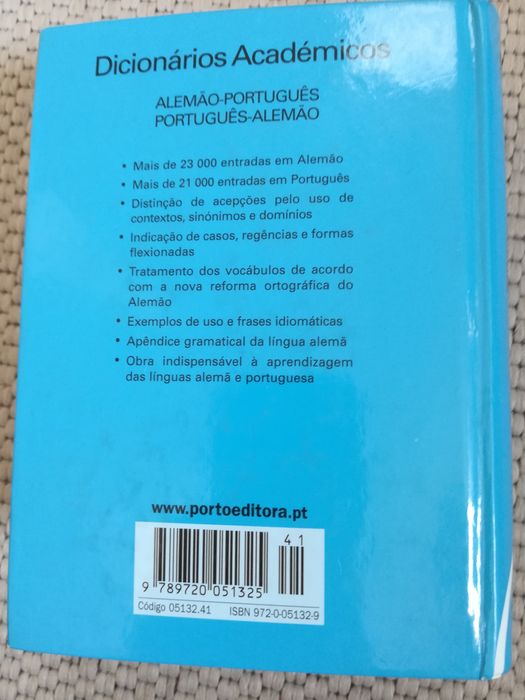 Dicionários Académicos
ALEMÃO-PORTUGUÊS
PORTUGUÊS-ALEMÃO
• Mais de 23 000 entradas em Alemão
• Mais de 21 000 entradas em Português
• Distinção de acepções pelo uso de
contextos, sinónimos e domínios
• Indicação de casos, regências e formas
flexionadas
• Tratamento dos vocábulos de acordo
com a nova reforma ortográfica do
Alemão
• Exemplos de uso e frases idiomáticas
• Apêndice gramatical da língua alemã
• Obra indispensável à aprendizagem
das línguas alemã e portuguesa
www.portoeditora.pt
41
9 789720 051325
Código 05132.41 ISBN 972-0-05132-9